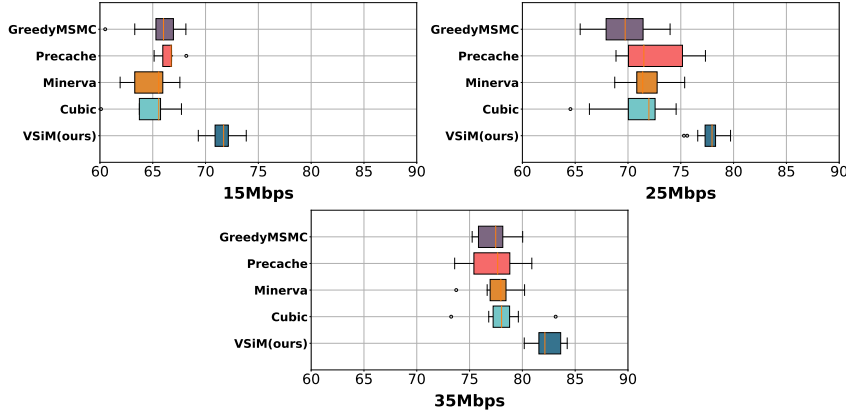 GreedyMSMC
Precache
Minerva
Cubic
VSiM(ours)
60 65 70 75 80 85 90
15Mbps
GreedyMSMC
Precache
Minerva
Cubic
VSiM(ours)
60 65 70 75 80 85 90
25Mbps
GreedyMSMC
Precache
Minerva
Cubic
VSiM(ours)
60 65 70 75 80 85 90
35Mbps